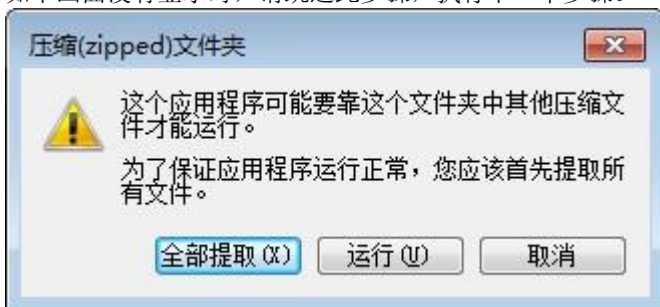 压缩(zipped)文件夹
这个应用程序可能要靠这个文件夹中其他压缩文
件才能运行。
为了保证应用程序运行正常，您应该首先提取所
有文件。
全部提取(X) 运行(U) 取消